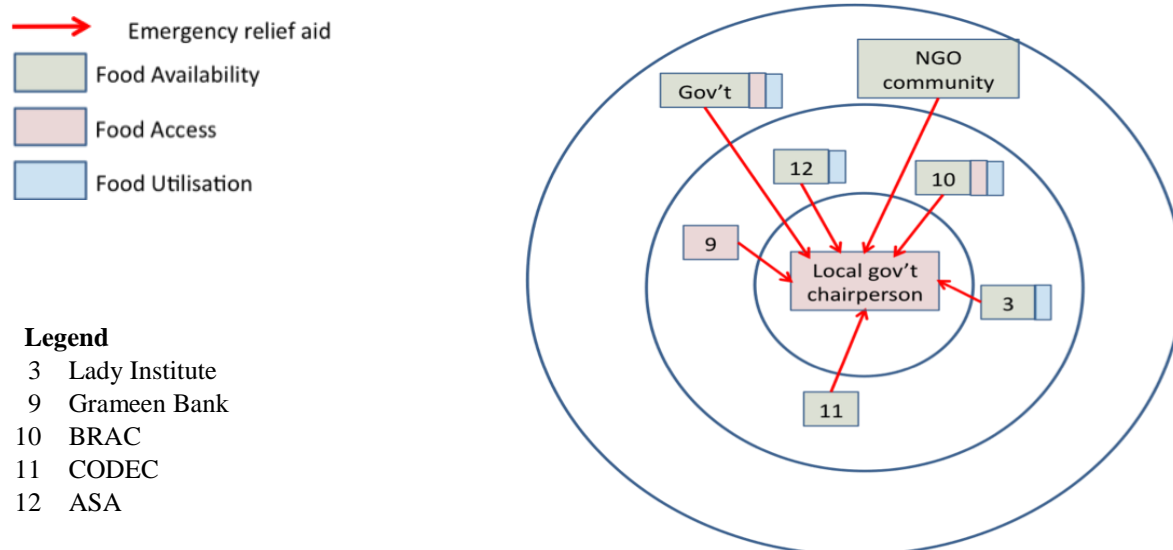 Emergency relief aid
Food Availability
Food Access
Food Utilisation
Legend
3 Lady Institute
9 Grameen Bank
10 BRAC
11 CODEC
12 ASA
NGO
community
Gov't
12
10
9
Local gov't
chairperson
3
11